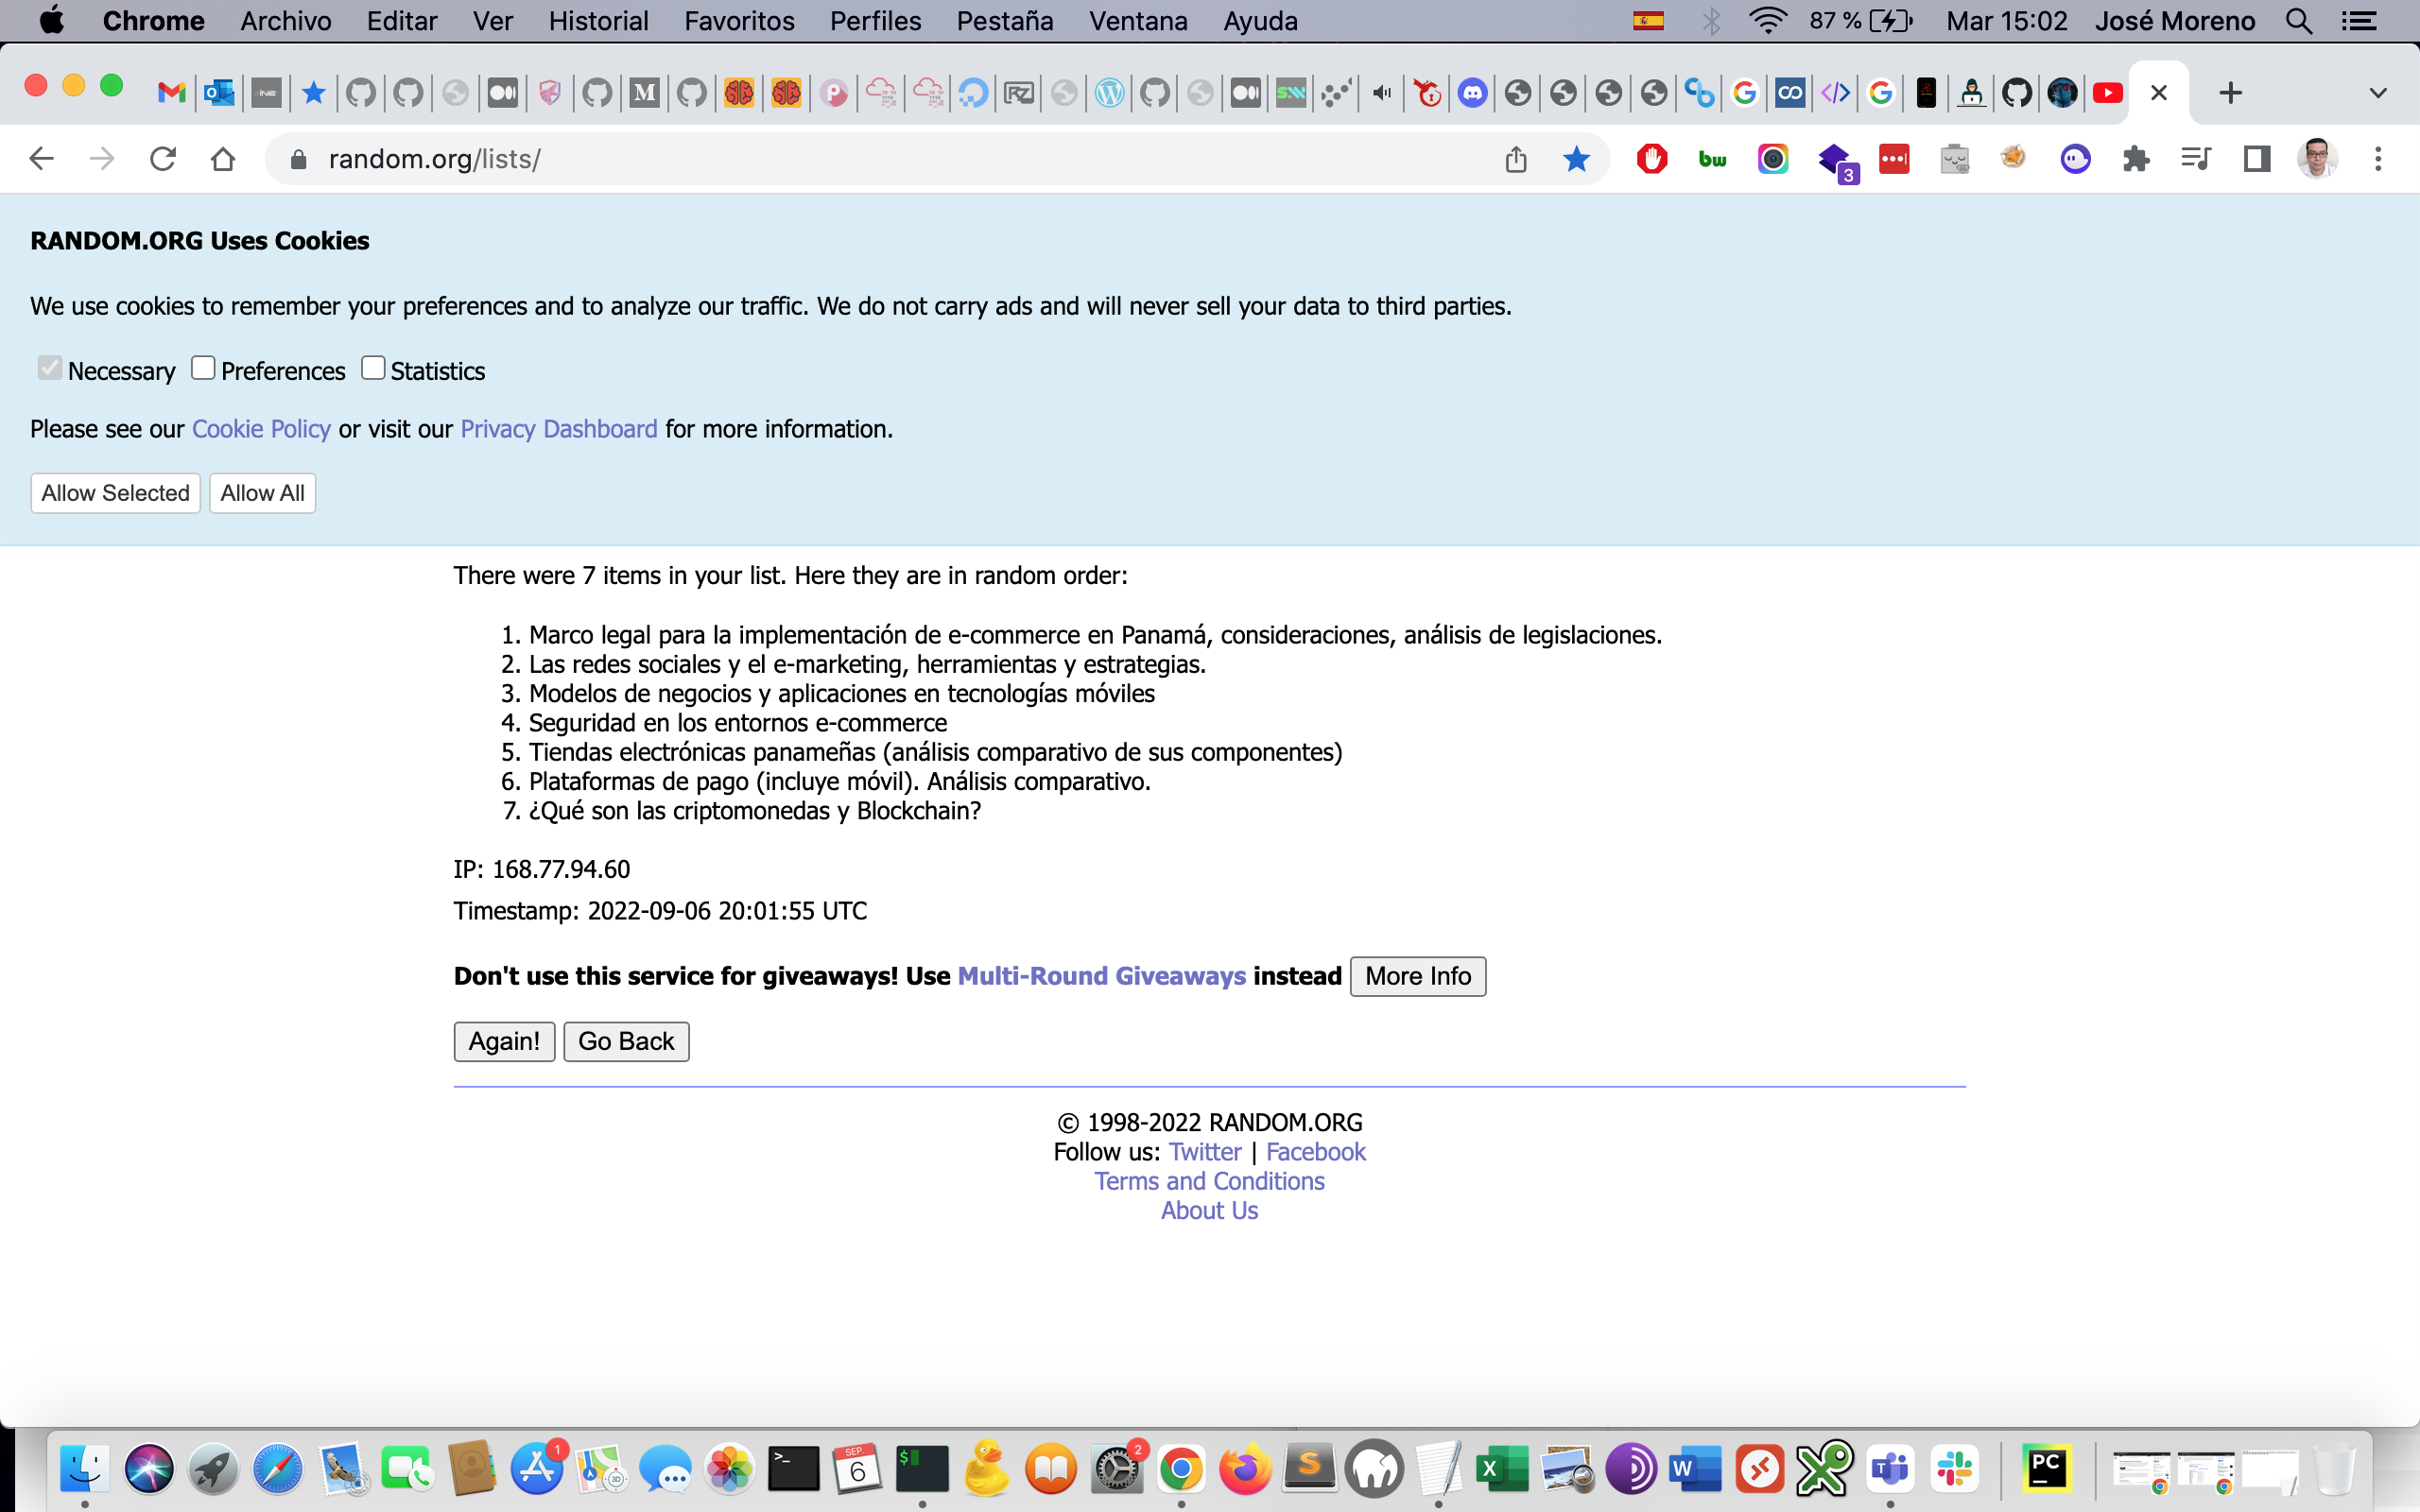 Chrome Archivo Editar Ver Historial Favoritos Perfiles Pestaña Ventana Ayuda 87 % Mar 15:02 José Moreno
random.org/lists/
bw
3
RANDOM.ORG Uses Cookies
We use cookies to remember your preferences and to analyze our traffic. We do not carry ads and will never sell your data to third parties.
Necessary Preferences Statistics
Please see our Cookie Policy or visit our Privacy Dashboard for more information.
Allow Selected Allow All
There were 7 items in your list. Here they are in random order:
1. Marco legal para la implementación de e-commerce en Panamá, consideraciones, análisis de legislaciones.
2. Las redes sociales y el e-marketing, herramientas y estrategias.
3. Modelos de negocios y aplicaciones en tecnologías móviles
4. Seguridad en los entornos e-commerce
5. Tiendas electrónicas panameñas (análisis comparativo de sus componentes)
6. Plataformas de pago (incluye móvil). Análisis comparativo.
7. ¿Qué son las criptomonedas y Blockchain?
IP: 168.77.94.60
Timestamp: 2022-09-06 20:01:55 UTC
Don't use this service for giveaways! Use Multi-Round Giveaways instead More Info
Again! Go Back
© 1998-2022 RANDOM.ORG
Follow us: Twitter | Facebook
Terms and Conditions
About Us
1
SEP.
6
2
PC